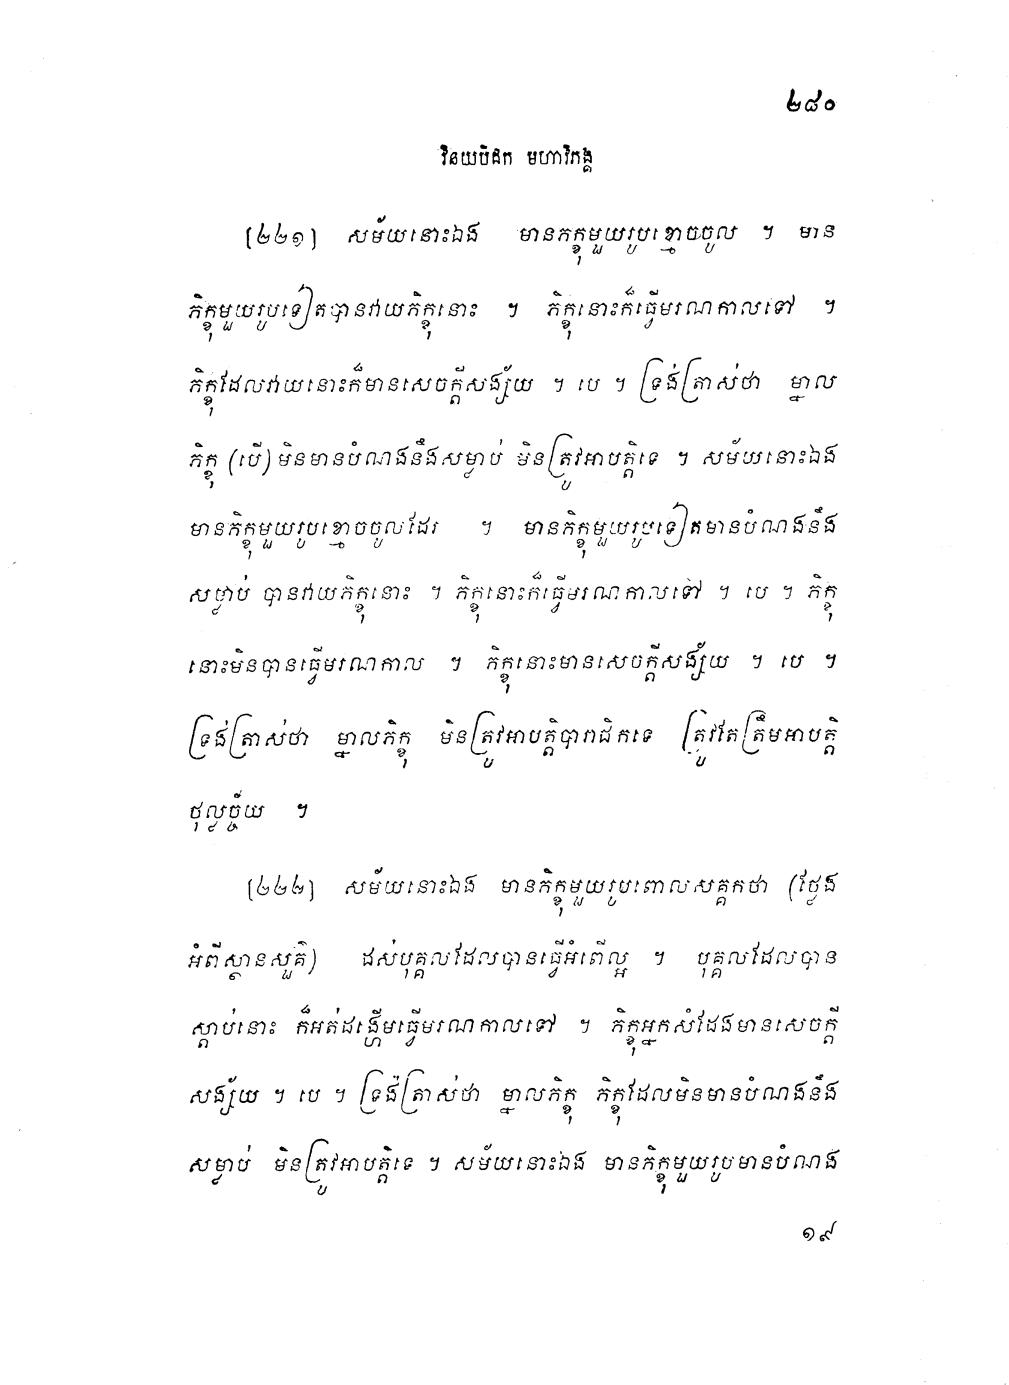 ២៨០
វិនយបិដក មហាវិភង្គ
[២២១] សម័យនោះឯង មានភិក្ខុមួយរូបខ្មោចចូល ។ មាន
ភិក្ខុមួយរូបទៀតបានវាយភិក្ខុនោះ ។ ភិក្ខុនោះក៏ធ្វើមរណកាលទៅ ។
ភិក្ខុដែលវាយនោះក៏មានសេចក្តីសង្ស័យ ។ បេ ។ ទ្រង់ត្រាស់ថា ម្នាល
ភិក្ខុ (បើ) មិនមានបំណងនឹងសម្លាប់ មិនត្រូវអាបត្តិទេ ។ សម័យនោះឯង
មានភិក្ខុមួយរូបខ្មោចចូលដែរ ។ មានភិក្ខុមួយរូបទៀតមានបំណងនឹង
សម្លាប់ បានវាយភិក្ខុនោះ ។ ភិក្ខុនោះក៏ធ្វើមរណកាលទៅ ។ បេ ។ ភិក្ខុ
នោះមិនបានធ្វើមរណកាល ។ ភិក្ខុនោះមានសេចក្តីសង្ស័យ ។ បេ ។
ទ្រង់ត្រាស់ថា ម្នាលភិក្ខុ មិនត្រូវអាបត្តិបារាជិកទេ ត្រូវតែត្រឹមអាបត្តិ
ថុល្លច្ច័យ ។
[២២២] សម័យនោះឯង មានភិក្ខុមួយរូបពោលសគ្គកថា (ថ្លែង
អំពីស្ថានសួគ៌) ដល់បុគ្គលដែលបានធ្វើអំពើល្អ ។ បុគ្គលដែលបាន
ស្តាប់នោះ ក៏អត់ដង្ហើមធ្វើមរណកាលទៅ ។ ភិក្ខុអ្នកសំដែងមានសេចក្តី
សង្ស័យ ។ បេ ។ ទ្រង់ត្រាស់ថា ម្នាលភិក្ខុ ភិក្ខុដែលមិនមានបំណងនឹង
សម្លាប់ មិនត្រូវអាបត្តិទេ ។ សម័យនោះឯង មានភិក្ខុមួយរូបមានបំណង
១៩